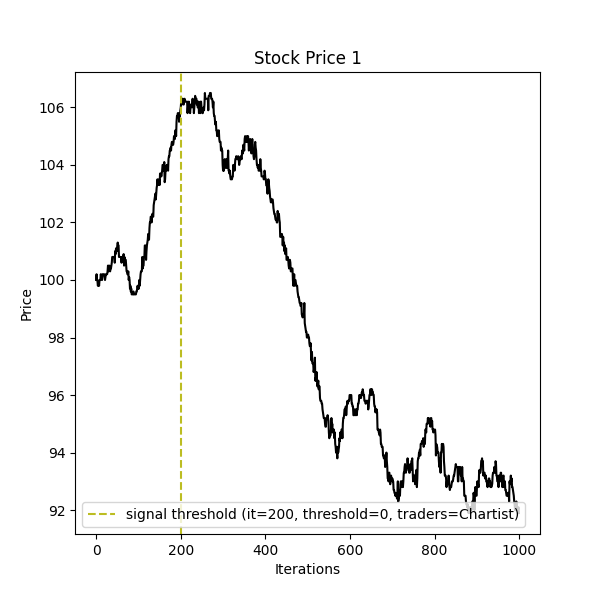 Stock Price 1
106
104
102
100
98
96
94
92
Price
signal threshold (it=200, threshold=0, traders=Chartist)
0 200 400 600 800 1000
Iterations